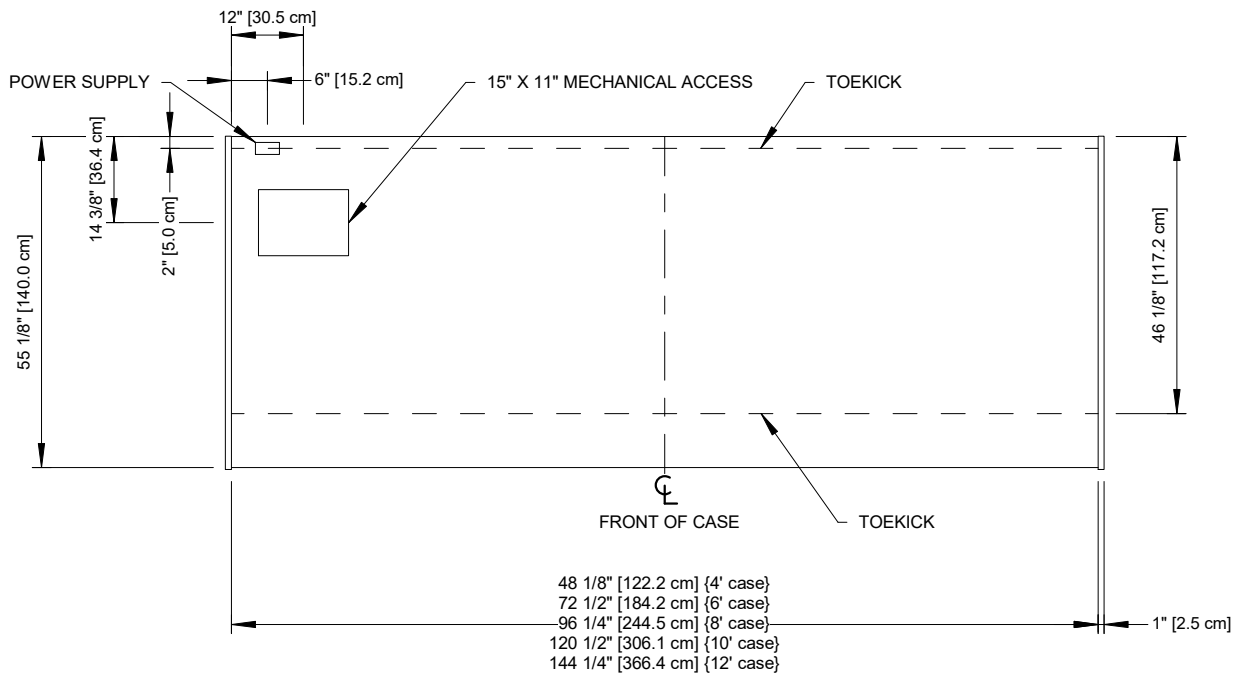 12" [30.5 cm]
POWER SUPPLY
6" [15.2 cm]
15" X 11" MECHANICAL ACCESS
TOEKICK
55 1/8" [140.0 cm]
14 3/8" [36.4 cm]
2" [5.0 cm]
46 1/8" [117.2 cm]
℄
FRONT OF CASE
TOEKICK
48 1/8" [122.2 cm] {4' case}
72 1/2" [184.2 cm] {6' case}
96 1/4" [244.5 cm] {8' case}
120 1/2" [306.1 cm] {10' case}
144 1/4" [366.4 cm] {12' case}
1" [2.5 cm]